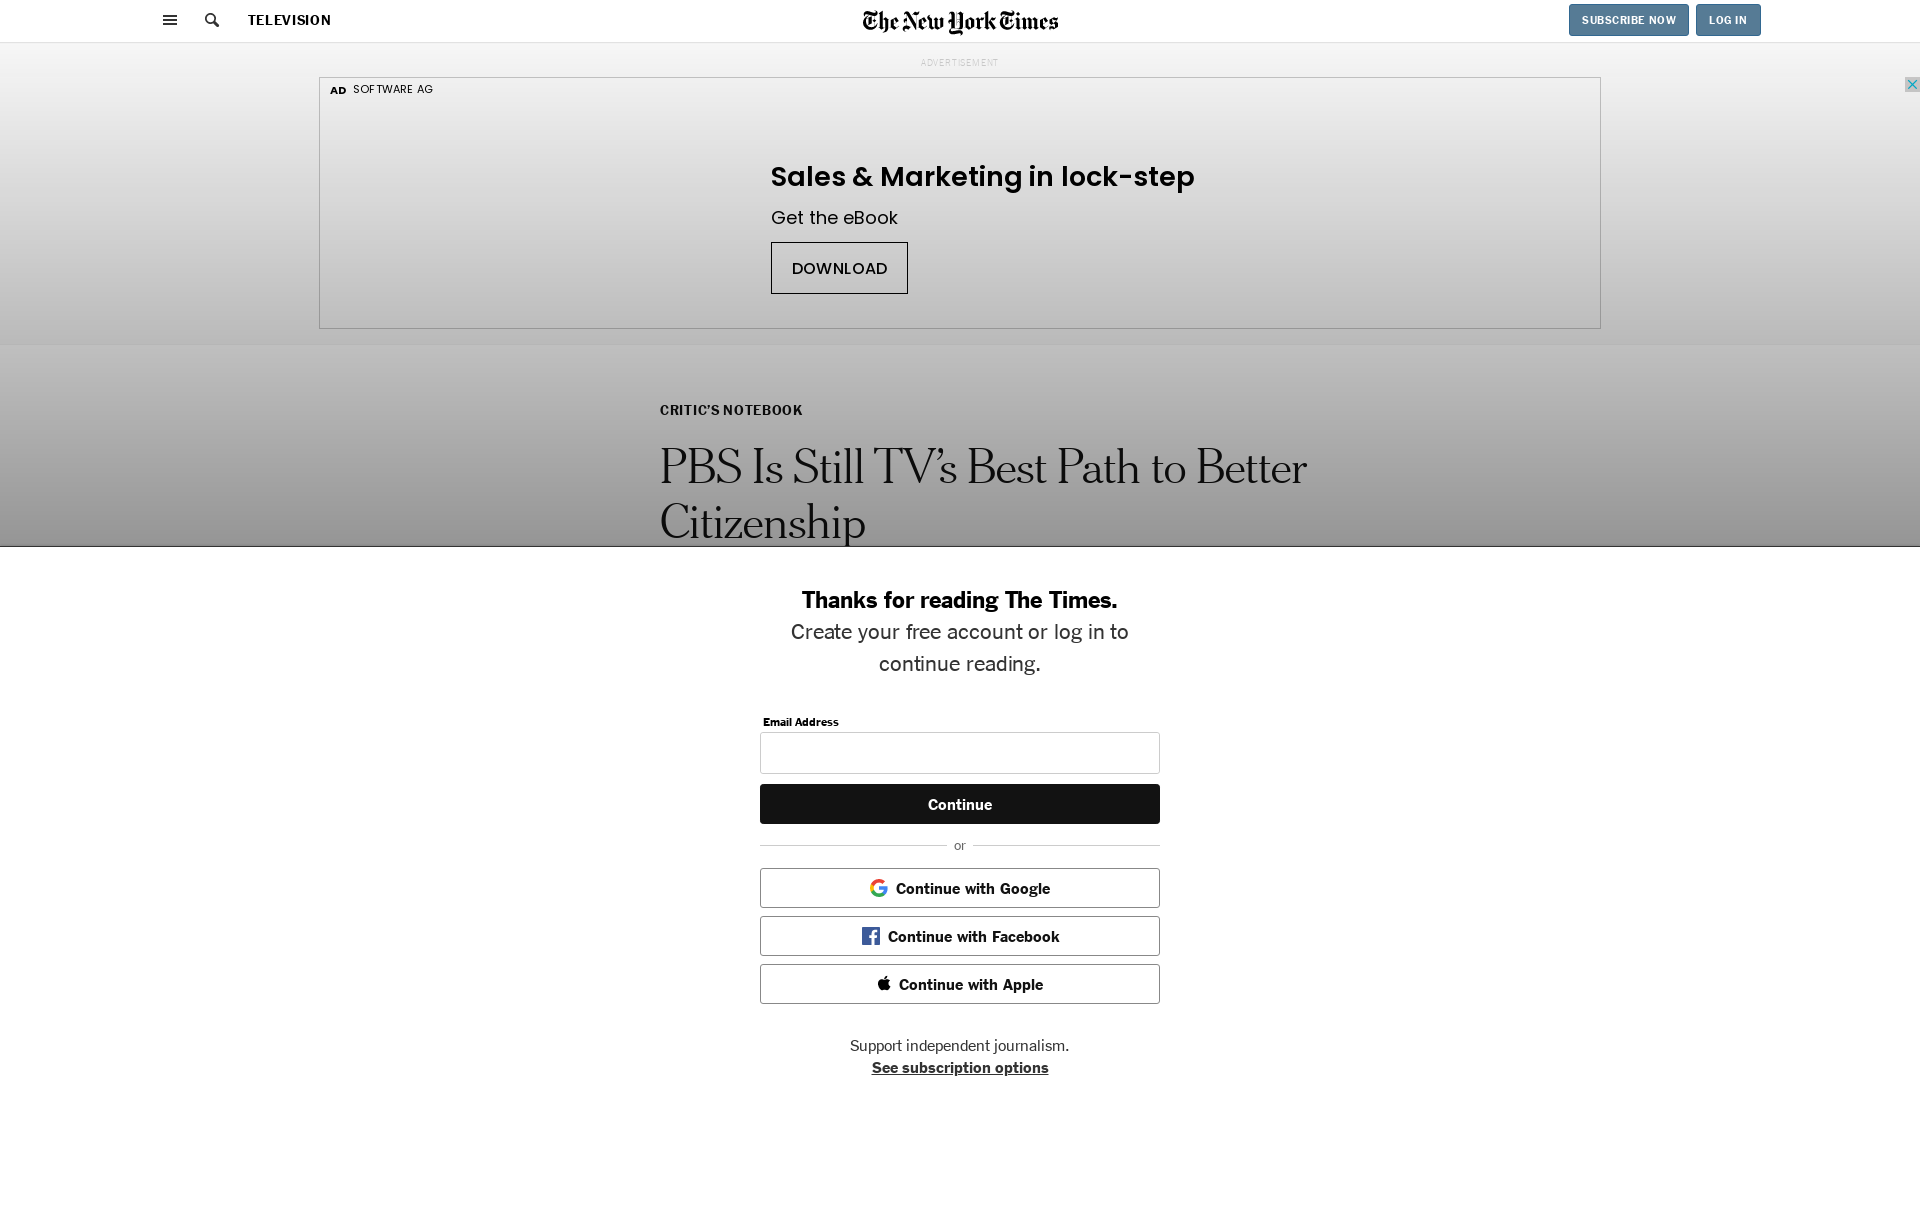 TELEVISION
The New York Times
SUBSCRIBE NOW
LOG IN
ADVERTISEMENT
AD SOFTWARE AG
Sales & Marketing in lock-step
Get the eBook
DOWNLOAD
CRITIC’S NOTEBOOK
PBS Is Still TV’s Best Path to Better
Citizenship
Thanks for reading The Times.
Create your free account or log in to
continue reading.
Email Address
Continue
or
Continue with Google
Continue with Facebook
Continue with Apple
Support independent journalism.
See subscription options